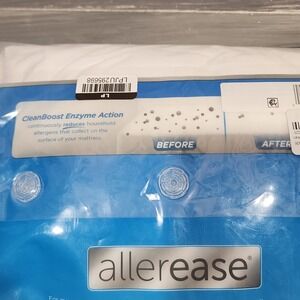 LPJU295698
LP
CleanBoost Enzyme Action
continuously reduces household
allergens that collect on the
surface of your mattress.
BEFORE
AFTER
allerease®